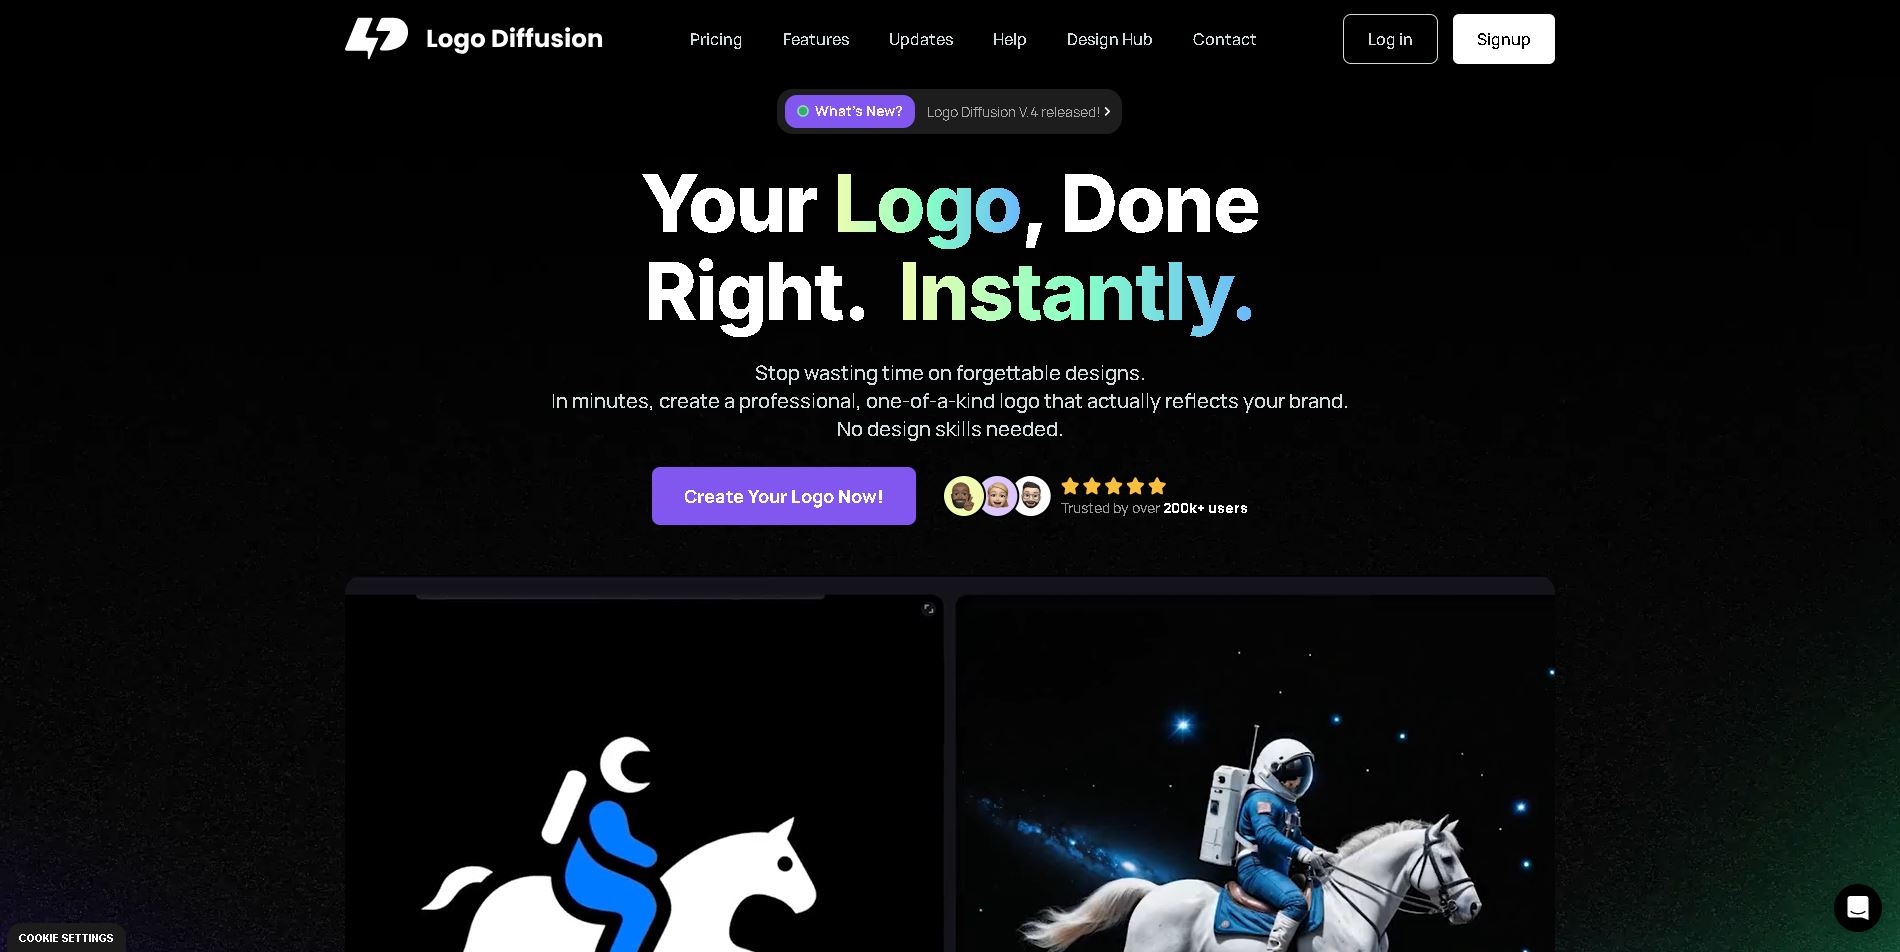 Logo Diffusion
Pricing
Features
Updates
Help
Design Hub
Contact
Log in
Signup
What's New?
Logo Diffusion V.4 released!
Your Logo, Done
Right. Instantly.
Stop wasting time on forgettable designs.
In minutes, create a professional, one-of-a-kind logo that actually reflects your brand.
No design skills needed.
Create Your Logo Now!
Trusted by over 200k+ users
COOKIE SETTINGS